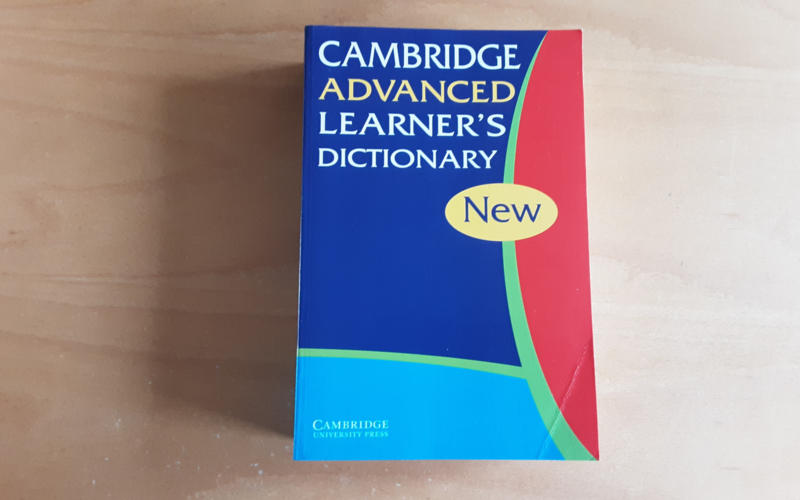 CAMBRIDGE
ADVANCED
LEARNER'S
DICTIONARY
New
CAMBRIDGE
UNIVERSITY PRESS